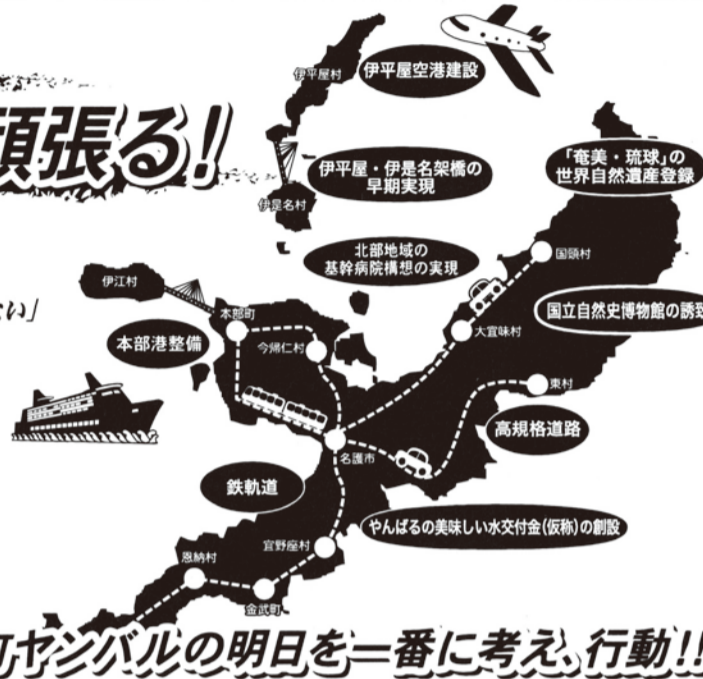 伊平屋村
伊平屋空港建設
頑張る!
伊平屋・伊是名架橋の
早期実現
「奄美・琉球」の
世界自然遺産登録
伊是名村
北部地域の
基幹病院構想の実現
国頭村
伊江村
い」
本部町
国立自然史博物館の誘致
本部港整備
今帰仁村
大宜味村
東村
高規格道路
名護市
鉄軌道
やんばるの美味しい水交付金(仮称)の創設
宜野座村
恩納村
金武町
町ヤンバルの明日を一番に考え、行動!!